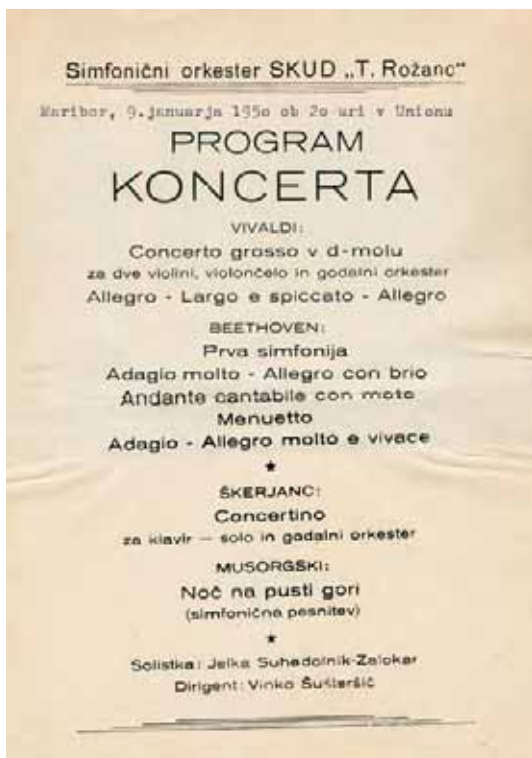 Simfonični orkester SKUD „T. Rožanc“
Maribor, 9.januarja 195o ob 2o uri v Unionu
PROGRAM
KONCERTA
VIVALDI:
Concerto grosso v d-molu
za dve violini, violončelo in godalni orkester
Allegro - Largo e spiccato - Allegro
BEETHOVEN:
Prva simfonija
Adagio molto - Allegro con brio
Andante cantabile con moto
Menuetto
Adagio - Allegro molto e vivace
★
ŠKERJANC:
Concertino
za klavir — solo in godalni orkester
MUSORGSKI:
Noč na pusti gori
(simfonična pesnitev)
★
Solistka: Jelka Suhadolnik-Zalokar
Dirigent: Vinko Šušteršič